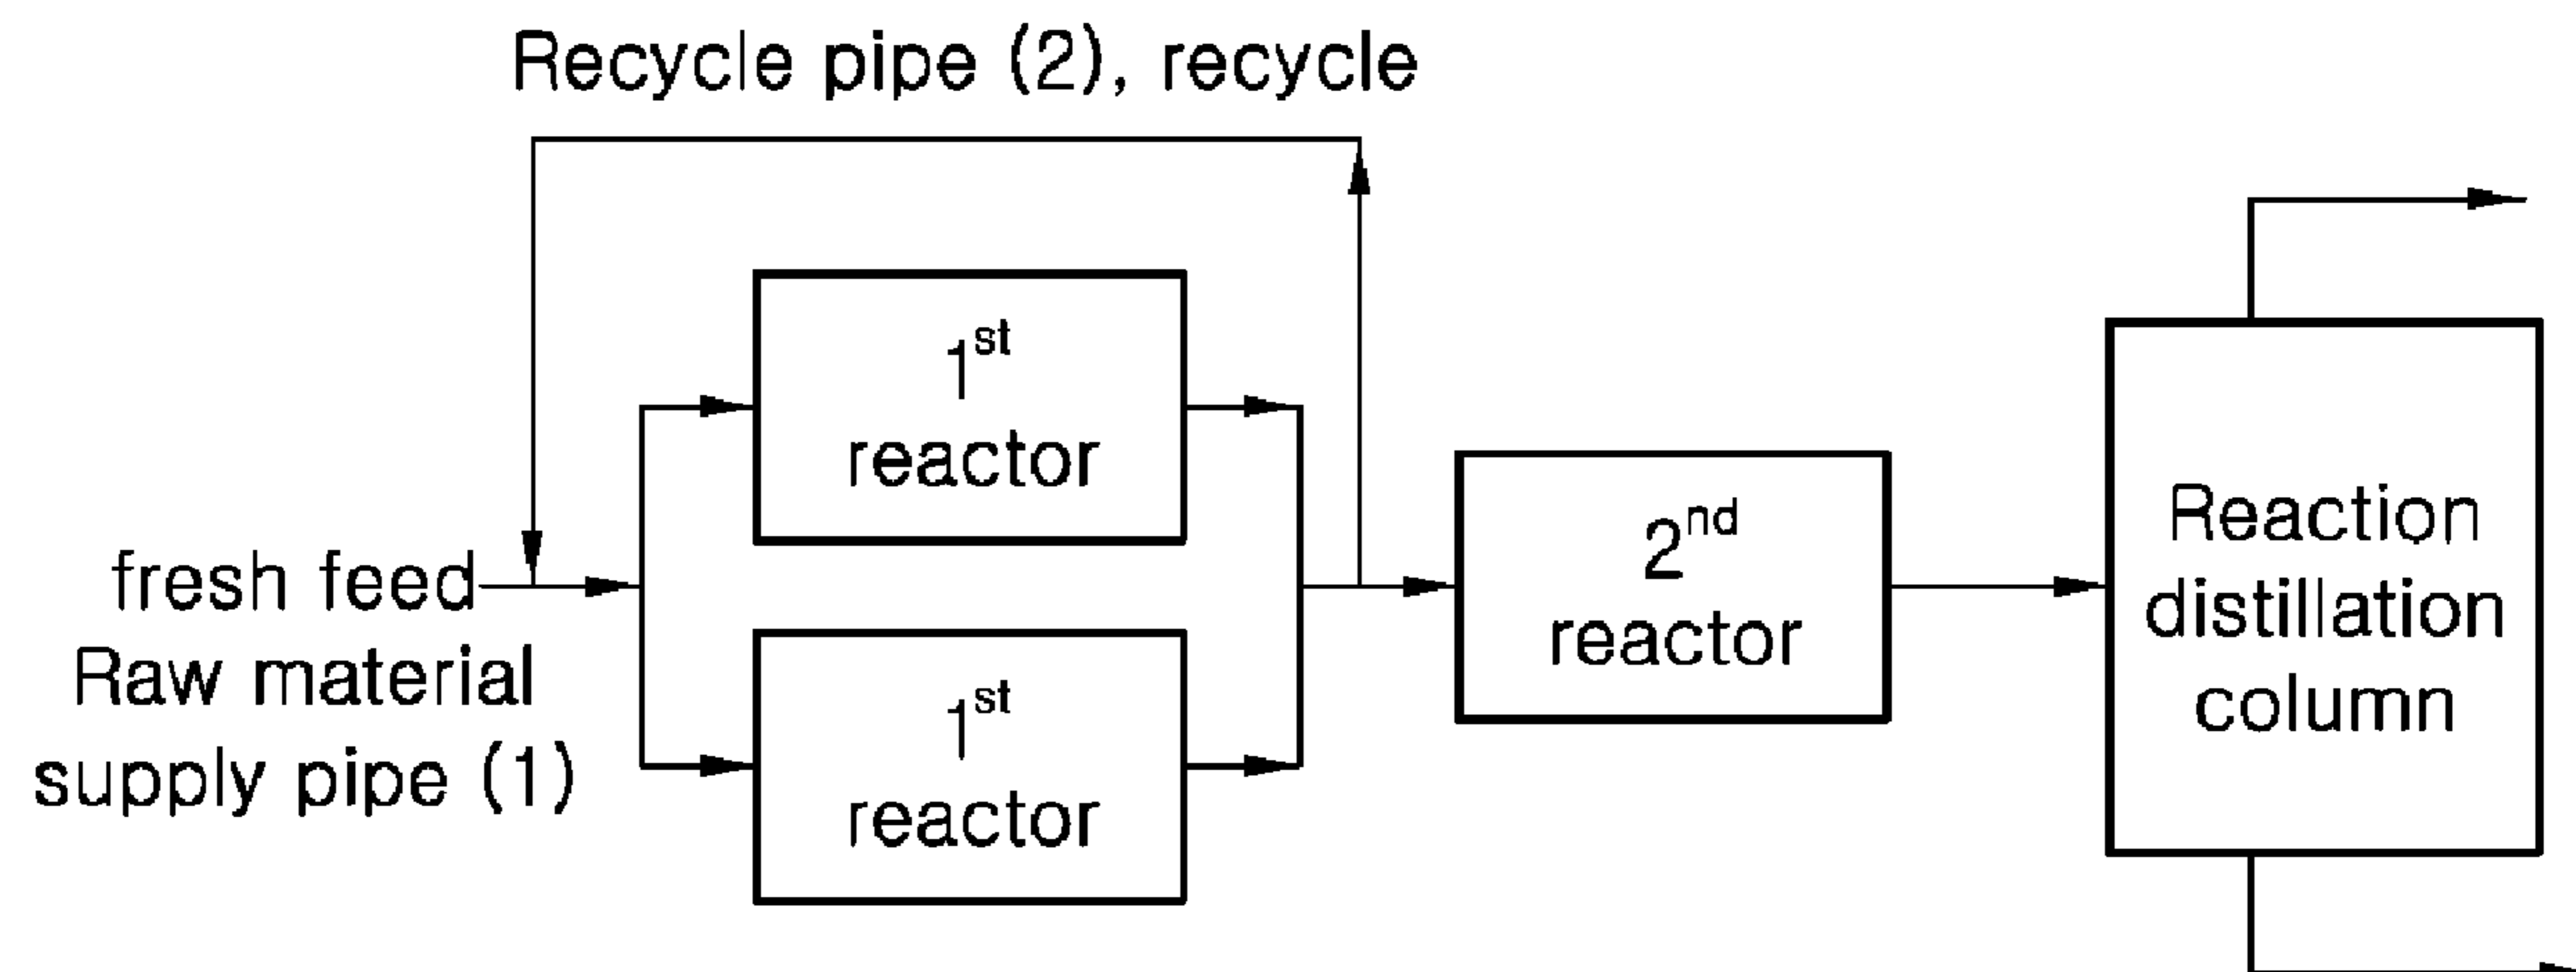 Recycle pipe (2), recycle
1st
reactor
fresh feed
Raw material
supply pipe (1)
1st
reactor
2nd
reactor
Reaction
distillation
column